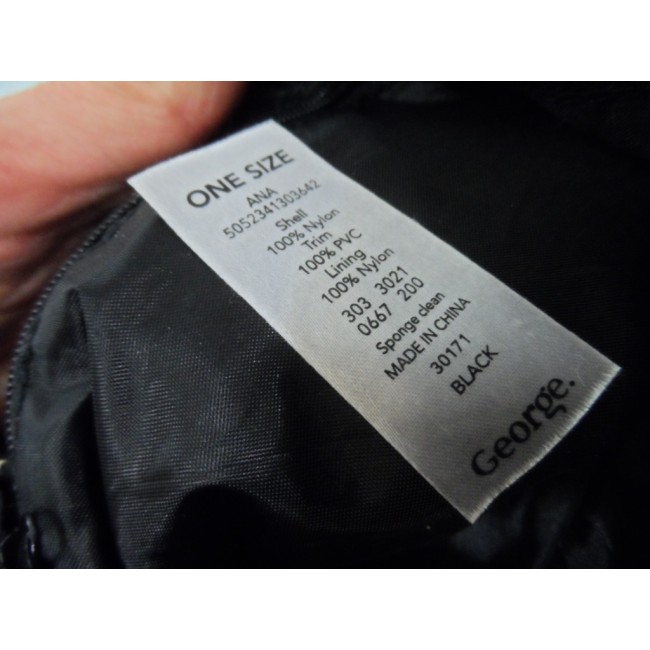 ONE SIZE
ANA
5052341303642
Shell
100% Nylon
Trim
100% PVC
Lining
100% Nylon
303 3021
0667 200
Sponge clean
MADE IN CHINA
30171
BLACK
George.